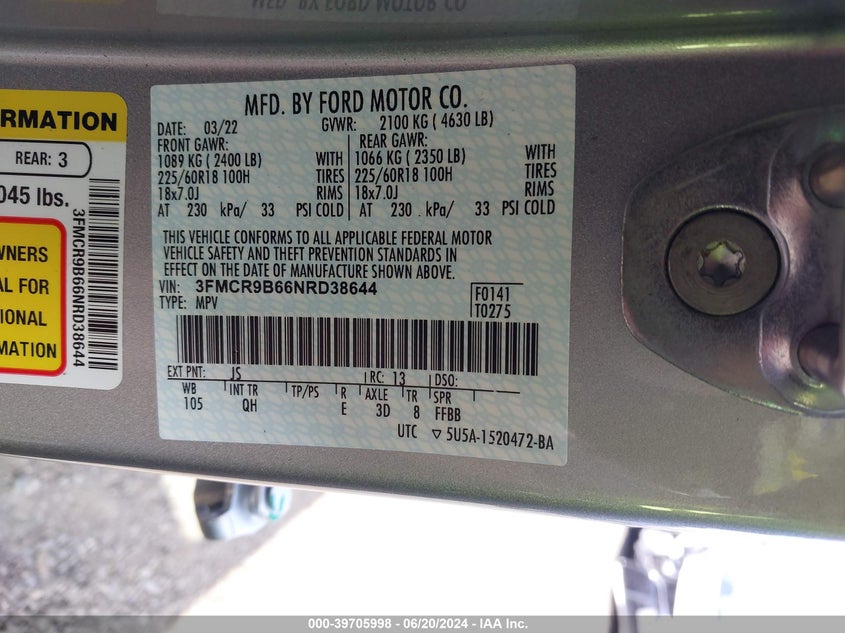 MFD. BY FORD MOTOR CO.
DATE: 03/22 GVWR: 2100 KG ( 4630 LB)
FRONT GAWR: REAR GAWR:
1089 KG ( 2400 LB) WITH 1066 KG ( 2350 LB) WITH
225/60R18 100H TIRES 225/60R18 100H TIRES
18x7.0J RIMS 18x7.0J RIMS
AT 230 kPa/ 33 PSI COLD AT 230 kPa/ 33 PSI COLD
THIS VEHICLE CONFORMS TO ALL APPLICABLE FEDERAL MOTOR
VEHICLE SAFETY AND THEFT PREVENTION STANDARDS IN
EFFECT ON THE DATE OF MANUFACTURE SHOWN ABOVE.
VIN: 3FMCR9B66NRD38644 F0141
TYPE: MPV T0275
EXT PNT: JS RC: 13 DSO:
WB INT TR TP/PS R AXLE TR SPR
105 QH E 3D 8 FFBB
UTC ▽ 5U5A-1520472-BA
RMATION
REAR: 3
045 lbs.
3FMCR9B66NRD38644
WNERS
AL FOR
IONAL
MATION
000-39705998 - 06/20/2024 - IAA Inc.